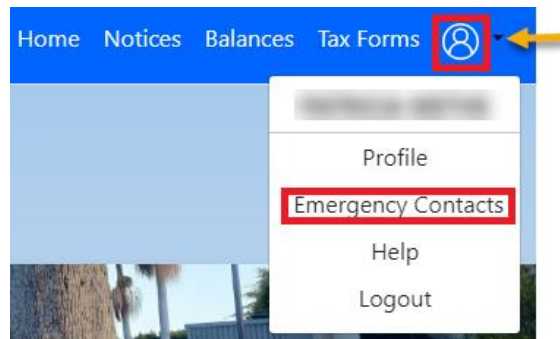 Home Notices Balances Tax Forms
Profile
Emergency Contacts
Help
Logout